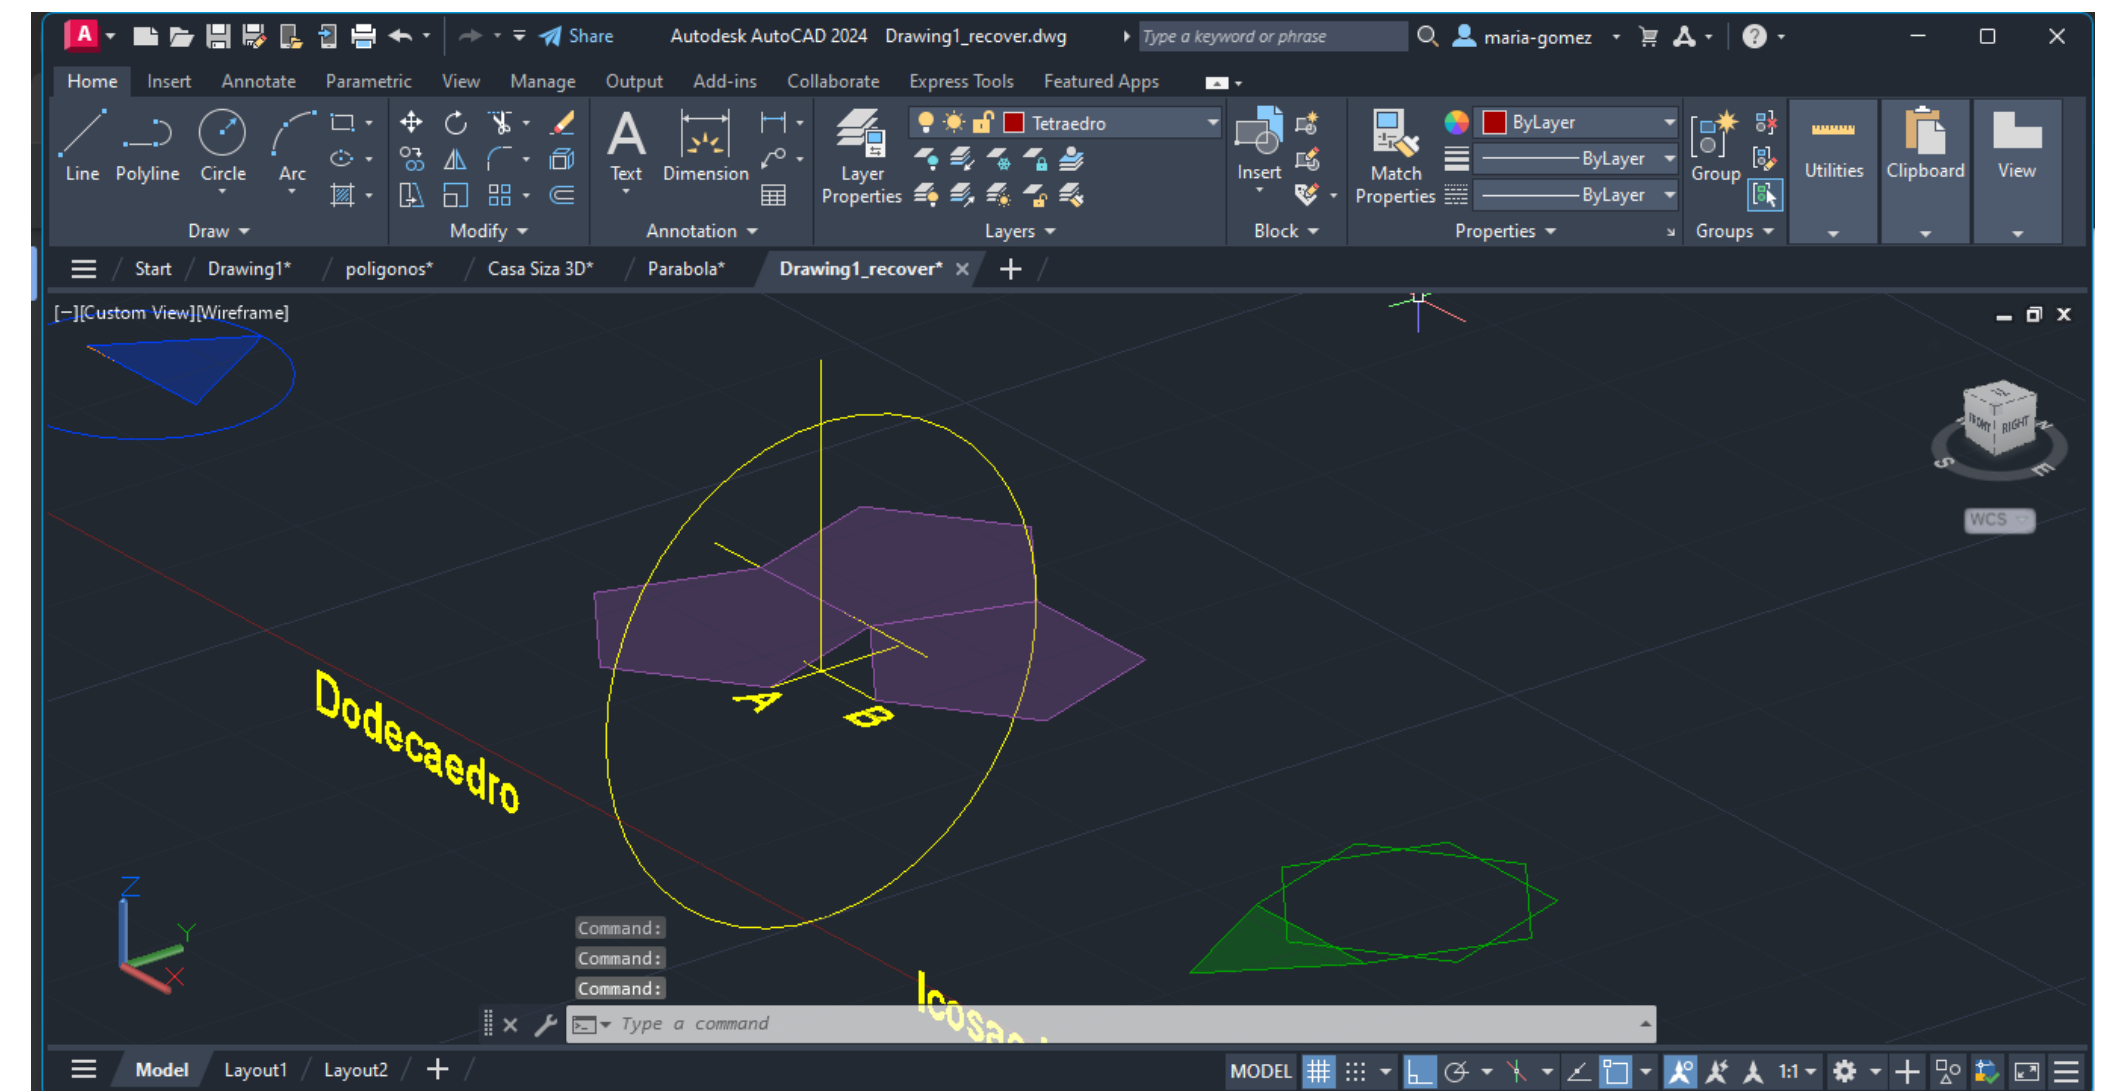 A Share Autodesk AutoCAD 2024 Drawing1_recover.dwg Type a keyword or phrase maria-gomez ?
Home Insert Annotate Parametric View Manage Output Add-ins Collaborate Express Tools Featured Apps
Tetraedro ByLayer
ByLayer
ByLayer
Line Polyline Circle Arc A Text Dimension Layer Properties Insert Match Properties Group Utilities Clipboard View
Draw Modify Annotation Layers Block Properties Groups
Start Drawing1* poligonos* Casa Siza 3D* Parabola* Drawing1_recover*
[−][Custom View][Wireframe]
FRONT RIGHT
S E
WCS
A
B
Dodecaedro
Z
Y
X
Command:
Command:
Command:
Type a command
Model Layout1 Layout2 MODEL 1:1